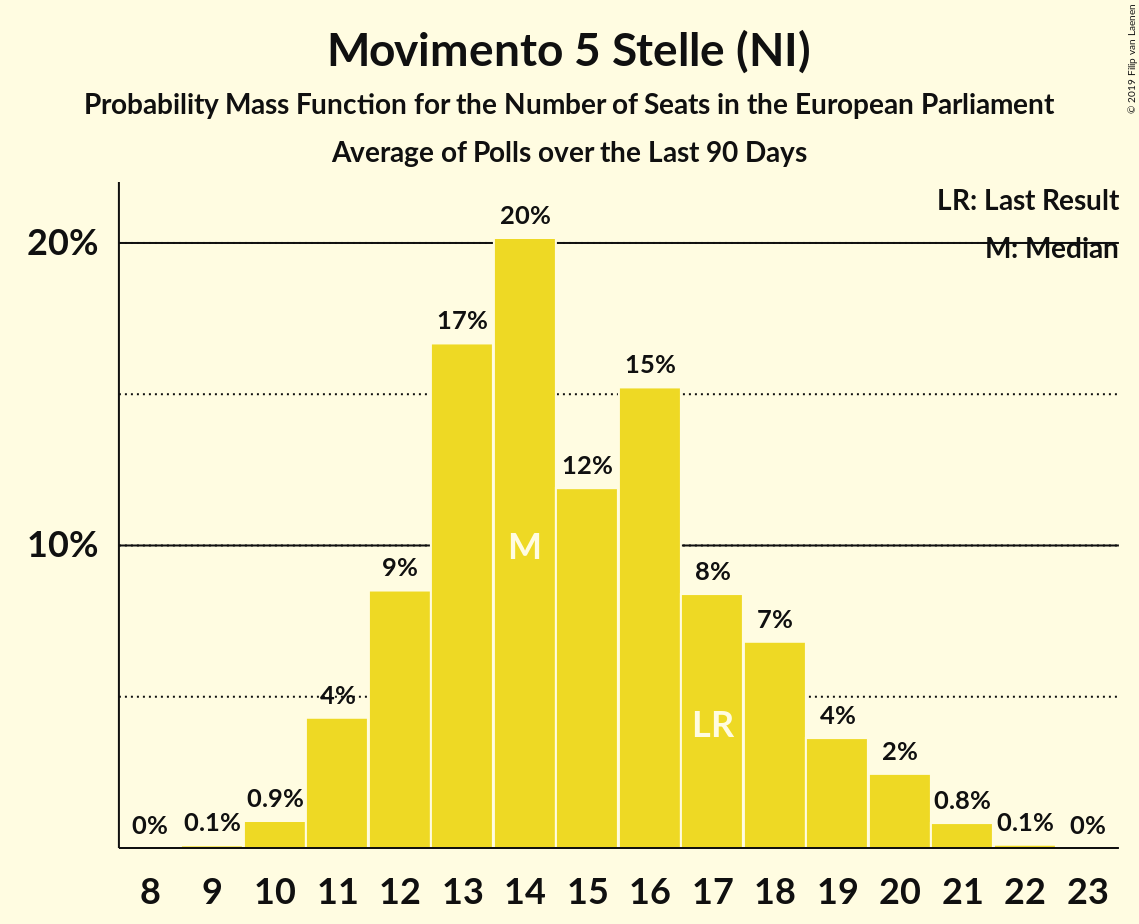 Movimento 5 Stelle (NI)
Probability Mass Function for the Number of Seats in the European Parliament
Average of Polls over the Last 90 Days
© 2019 Filip van Laenen
LR: Last Result
M: Median
20%
10%
0%
0.1%
0.9%
4%
9%
17%
20%
12%
15%
8%
7%
4%
2%
0.8%
0.1%
0%
M
LR
8 9 10 11 12 13 14 15 16 17 18 19 20 21 22 23